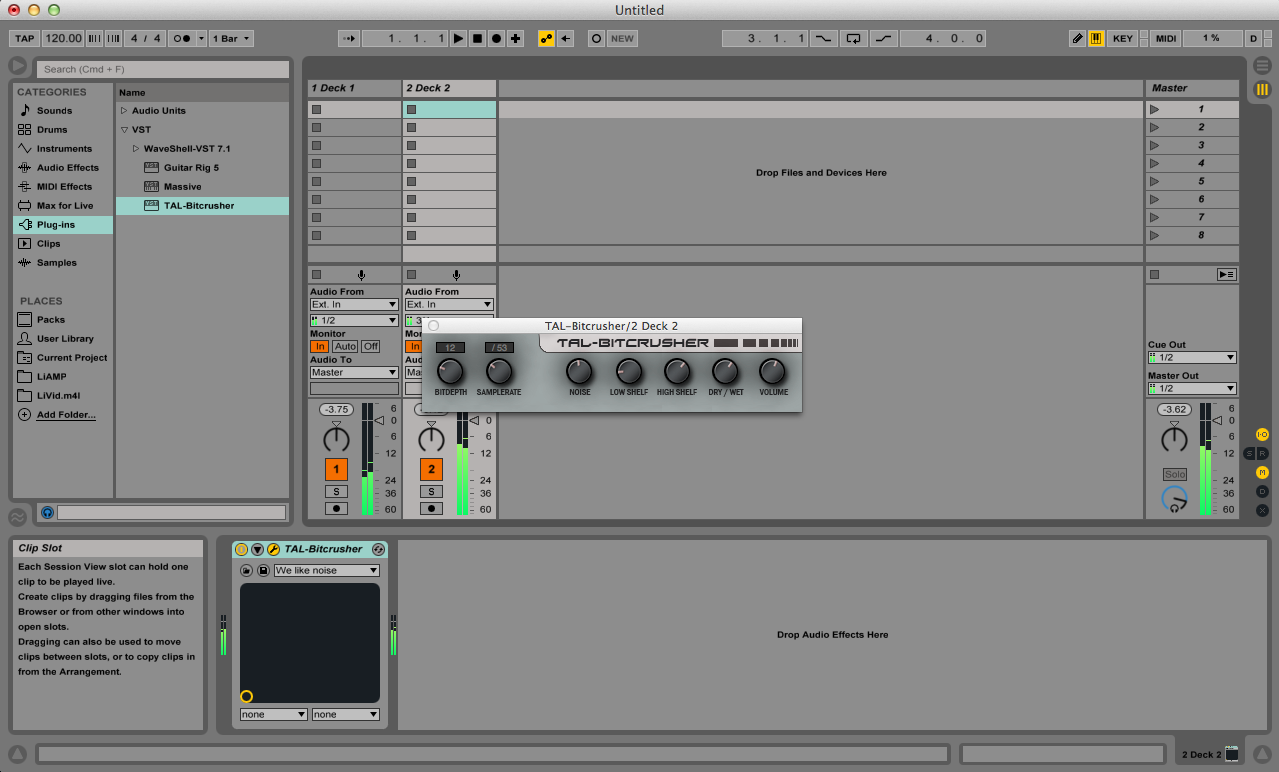 Untitled
TAP 120.00 4 / 4 1 Bar 1. 1. 1 NEW 3. 1. 1 4. 0. 0 KEY MIDI 1 % D
Search (Cmd + F)
CATEGORIES
Sounds
Drums
Instruments
Audio Effects
MIDI Effects
Max for Live
Plug-ins
Clips
Samples
PLACES
Packs
User Library
Current Project
LiAMP
LiVid.m4l
Add Folder...
Name
Audio Units
VST
WaveShell-VST 7.1
Guitar Rig 5
Massive
TAL-Bitcrusher
1 Deck 1
2 Deck 2
Master
1
2
3
4
5
6
7
8
Drop Files and Devices Here
Audio From
Ext. In
1/2
Monitor
In Auto Off
Audio To
Master
-3.75
6
0
6
12
24
36
60
1
S
Audio From
Ext. In
In
2
S
6
0
6
12
24
36
60
TAL-Bitcrusher/2 Deck 2
TAL-BITCRUSHER
12 / 53
BITDEPTH SAMPLERATE NOISE LOW SHELF HIGH SHELF DRY / WET VOLUME
Cue Out
1/2
Master Out
1/2
-3.62
6
0
6
12
24
36
60
Solo
I·O
S R
M
D
X
Clip Slot
Each Session View slot can hold one
clip to be played live.
Create clips by dragging files from the
Browser or from other windows into
open slots.
Dragging can also be used to move
clips between slots, or to copy clips in
from the Arrangement.
TAL-Bitcrusher
We like noise
none none
Drop Audio Effects Here
2 Deck 2